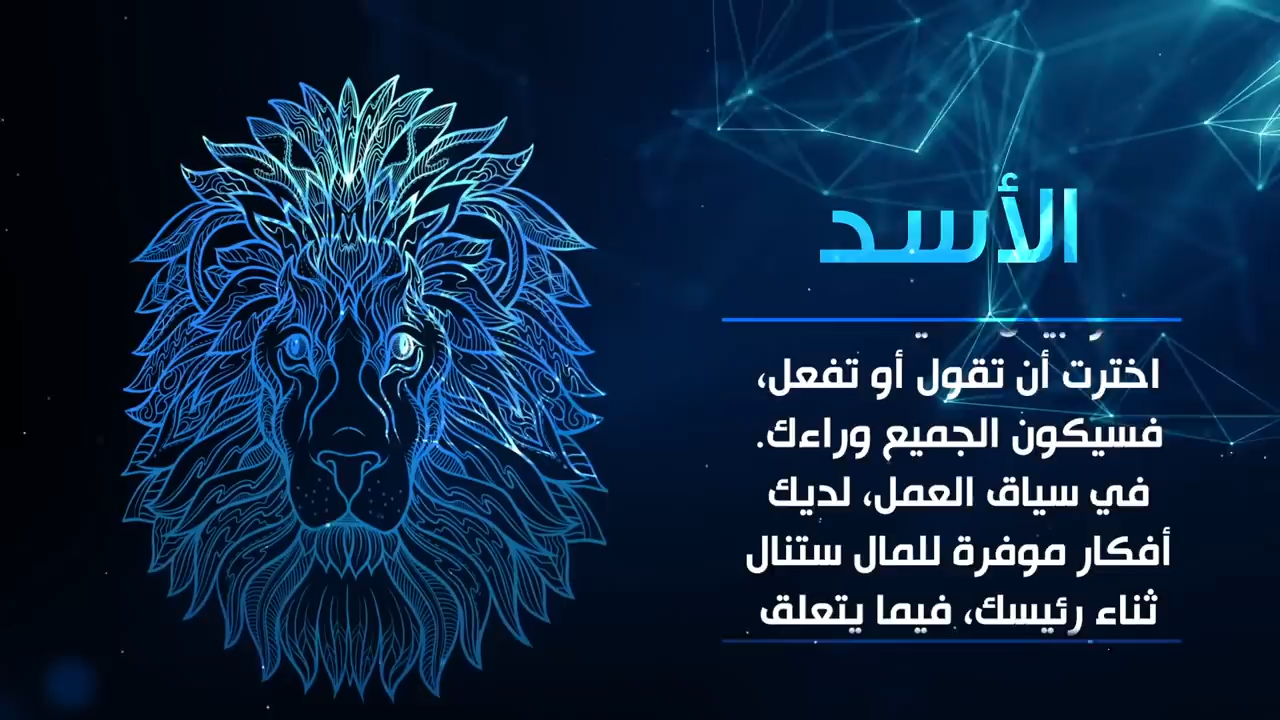 الأسد
اخترت أن تقول أو تفعل،
فسيكون الجميع وراءك.
في سياق العمل، لديك
أفكار موفرة للمال ستنال
ثناء رئيسك، فيما يتعلق